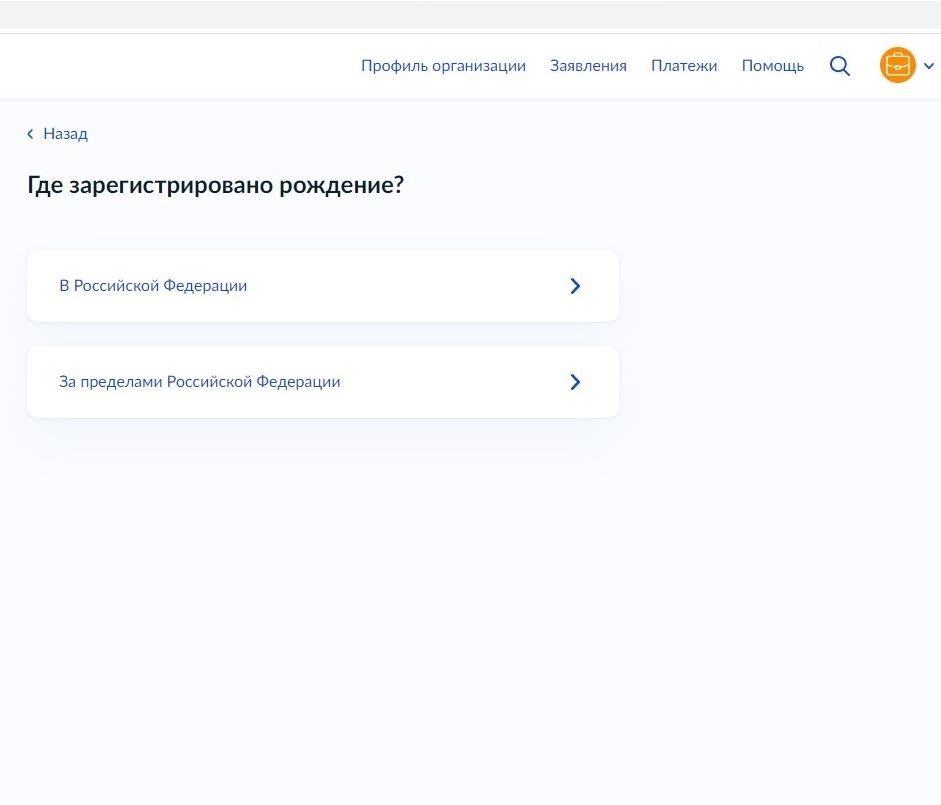 Профиль организации Заявления Платежи Помощь
Назад
Где зарегистрировано рождение?
В Российской Федерации
За пределами Российской Федерации